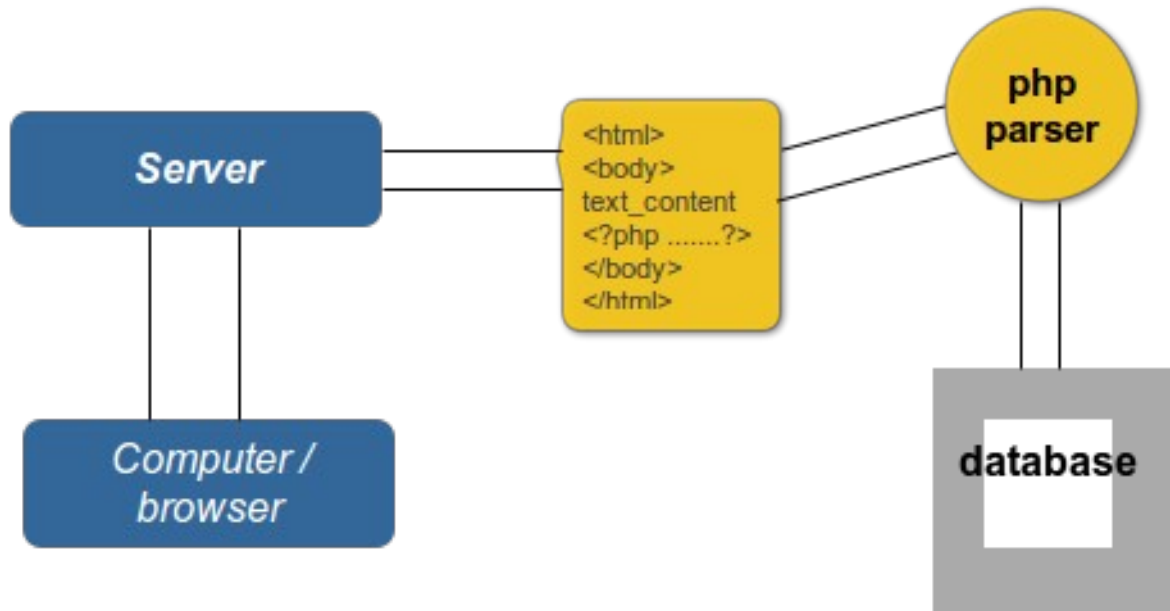 Server
<html>
<body>
text_content
<?php .......?>
</body>
</html>
php
parser
Computer /
browser
database